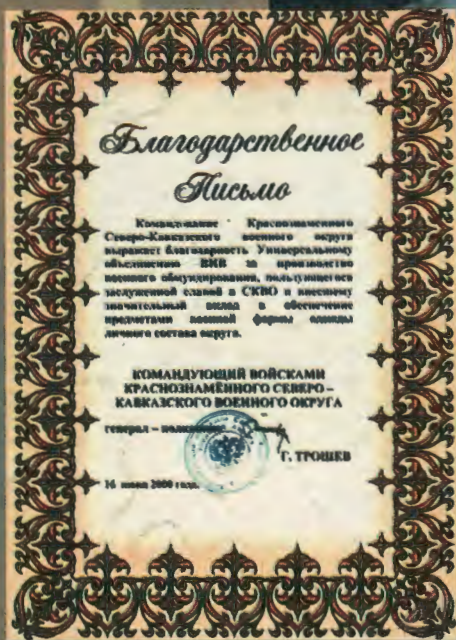 Благодарственное
Письмо
Командование Краснознаменного
Северо-Кавказского военного округа
выражает благодарность Универсальному
объединению ВКВ за производство
военного обмундирования, пользующегося
заслуженной славой в СКВО и внесшему
значительный вклад в обеспечение
предметами военной формы одежды
личного состава округа.
КОМАНДУЮЩИЙ ВОЙСКАМИ
КРАСНОЗНАМЁННОГО СЕВЕРО –
КАВКАЗСКОГО ВОЕННОГО ОКРУГА
генерал – полковник
Г. ТРОШЕВ
16 2000 года.